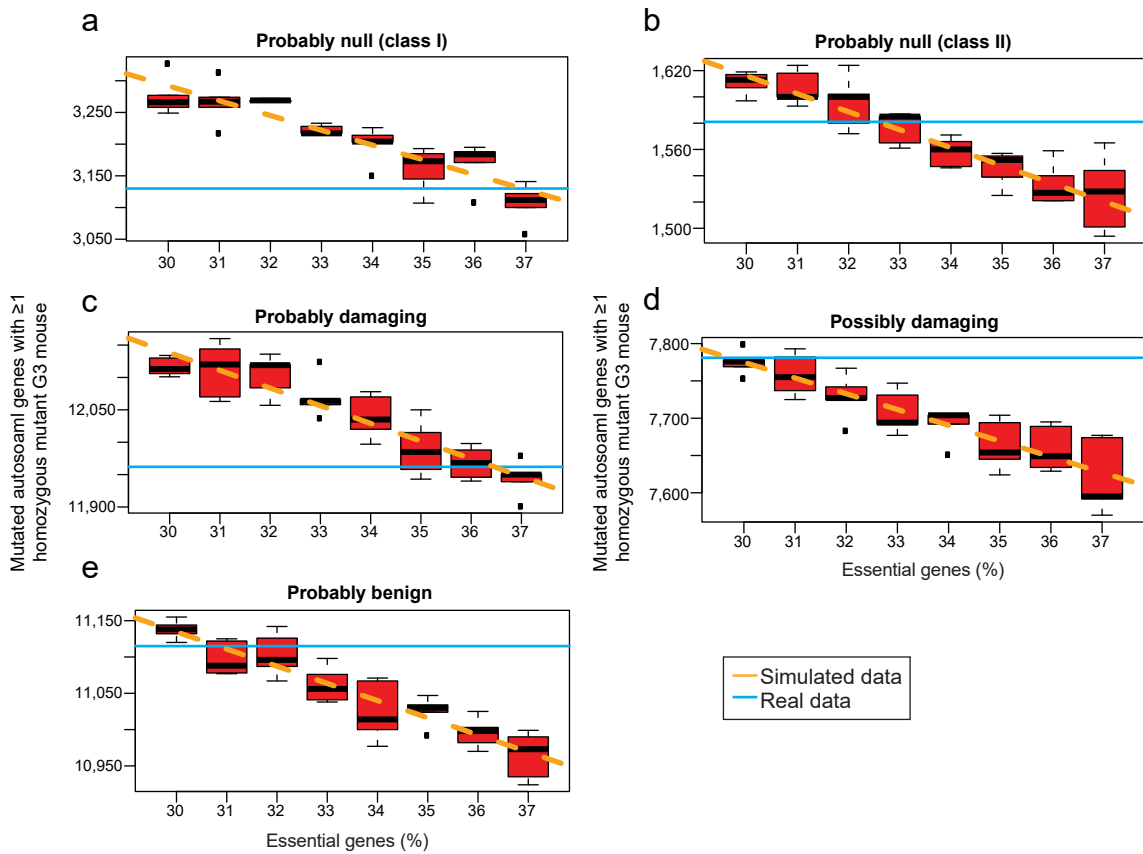 a
Probably null (class I)
3,250
3,150
3,050
30 31 32 33 34 35 36 37
b
Probably null (class II)
1,620
1,560
1,500
30 31 32 33 34 35 36 37
Mutated autosoaml genes with ≥1
homozygous mutant G3 mouse
c
Probably damaging
12,050
11,900
30 31 32 33 34 35 36 37
Mutated autosoaml genes with ≥1
homozygous mutant G3 mouse
d
Possibly damaging
7,800
7,700
7,600
30 31 32 33 34 35 36 37
Essential genes (%)
e
Probably benign
11,150
11,050
10,950
30 31 32 33 34 35 36 37
Essential genes (%)
Simulated data
Real data